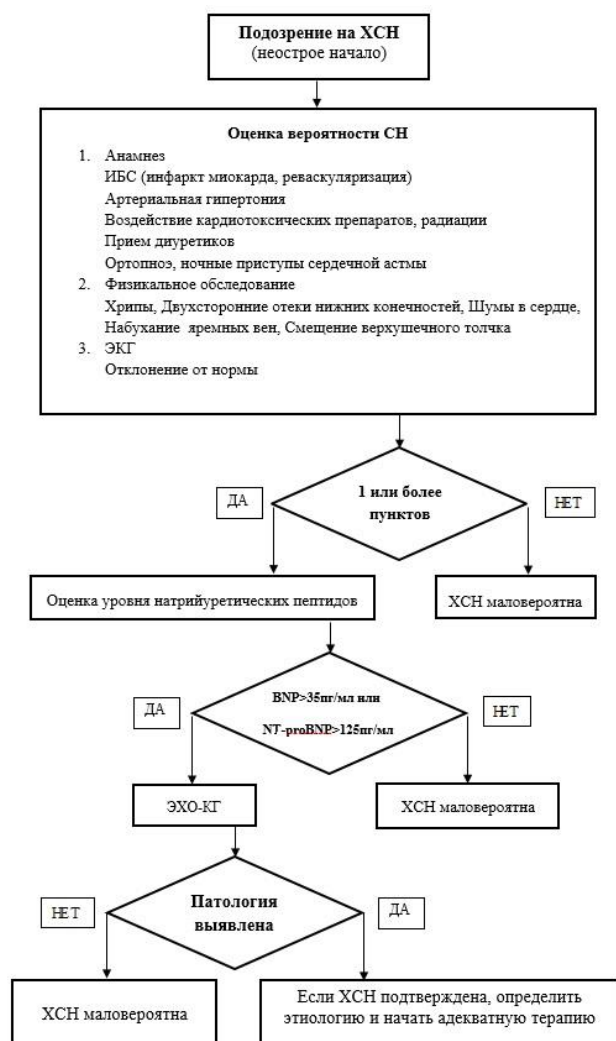 Подозрение на ХСН
(неострое начало)
Оценка вероятности СН
1. Анамнез
ИБС (инфаркт миокарда, реваскуляризация)
Артериальная гипертония
Воздействие кардиотоксических препаратов, радиации
Прием диуретиков
Ортопноэ, ночные приступы сердечной астмы
2. Физикальное обследование
Хрипы, Двухсторонние отеки нижних конечностей, Шумы в сердце,
Набухание яремных вен, Смещение верхушечного толчка
3. ЭКГ
Отклонение от нормы
ДА
1 или более
пунктов
НЕТ
Оценка уровня натрийуретических пептидов
ХСН маловероятна
ДА
BNP>35пг/мл или
NT-proBNP>125пг/мл
НЕТ
ЭХО-КГ
ХСН маловероятна
НЕТ
Патология
выявлена
ДА
ХСН маловероятна
Если ХСН подтверждена, определить
этиологию и начать адекватную терапию